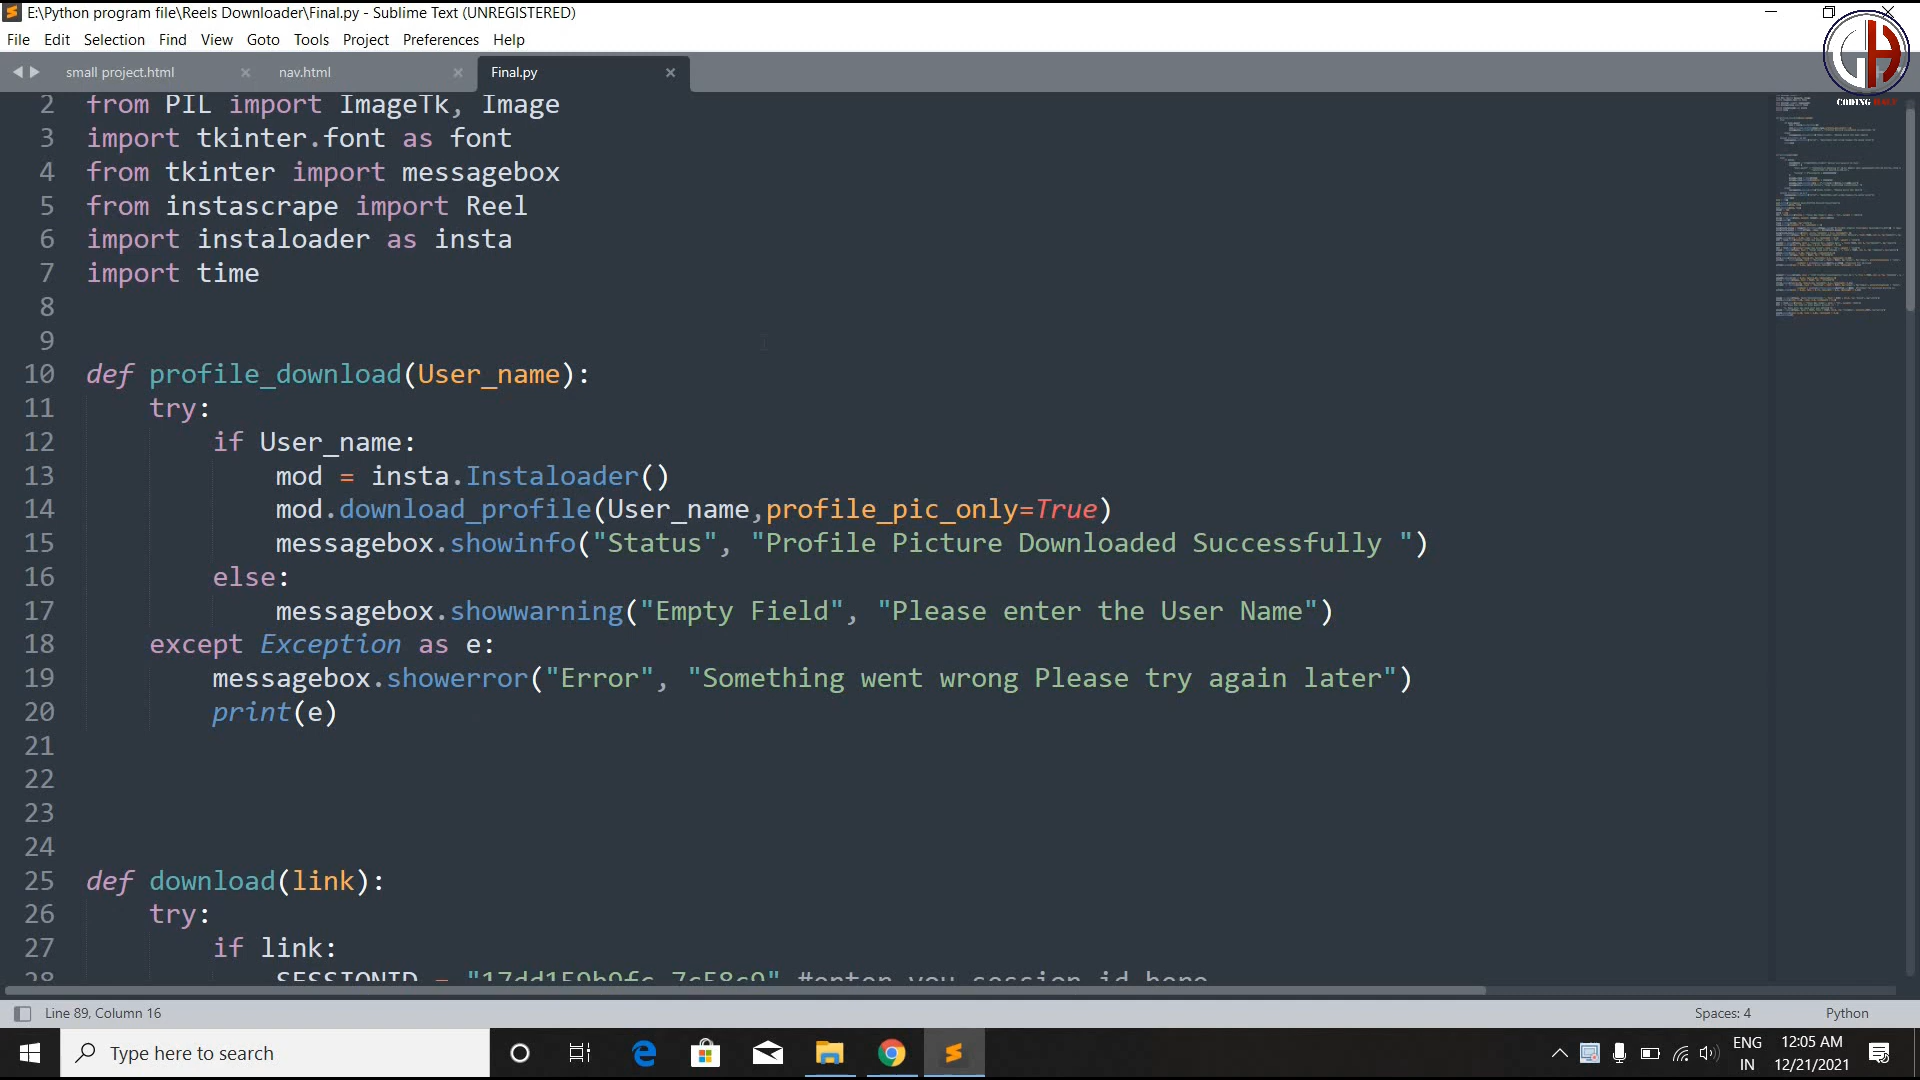 E:\Python program file\Reels Downloader\Final.py - Sublime Text (UNREGISTERED)
File Edit Selection Find View Goto Tools Project Preferences Help
small project.html nav.html Final.py
GH
CODING
2 from PIL import ImageTk, Image
3 import tkinter.font as font
4 from tkinter import messagebox
5 from instascrape import Reel
6 import instaloader as insta
7 import time
8
9
10 def profile_download(User_name):
11 try:
12 if User_name:
13 mod = insta.Instaloader()
14 mod.download_profile(User_name,profile_pic_only=True)
15 messagebox.showinfo("Status", "Profile Picture Downloaded Successfully ")
16 else:
17 messagebox.showwarning("Empty Field", "Please enter the User Name")
18 except Exception as e:
19 messagebox.showerror("Error", "Something went wrong Please try again later")
20 print(e)
21
22
23
24
25 def download(link):
26 try:
27 if link:
28 SESSIONID = "17dd159b9fc-7c58c9" #enter you session id here
Line 89, Column 16 Spaces: 4 Python
Type here to search
ENG 12:05 AM
IN 12/21/2021